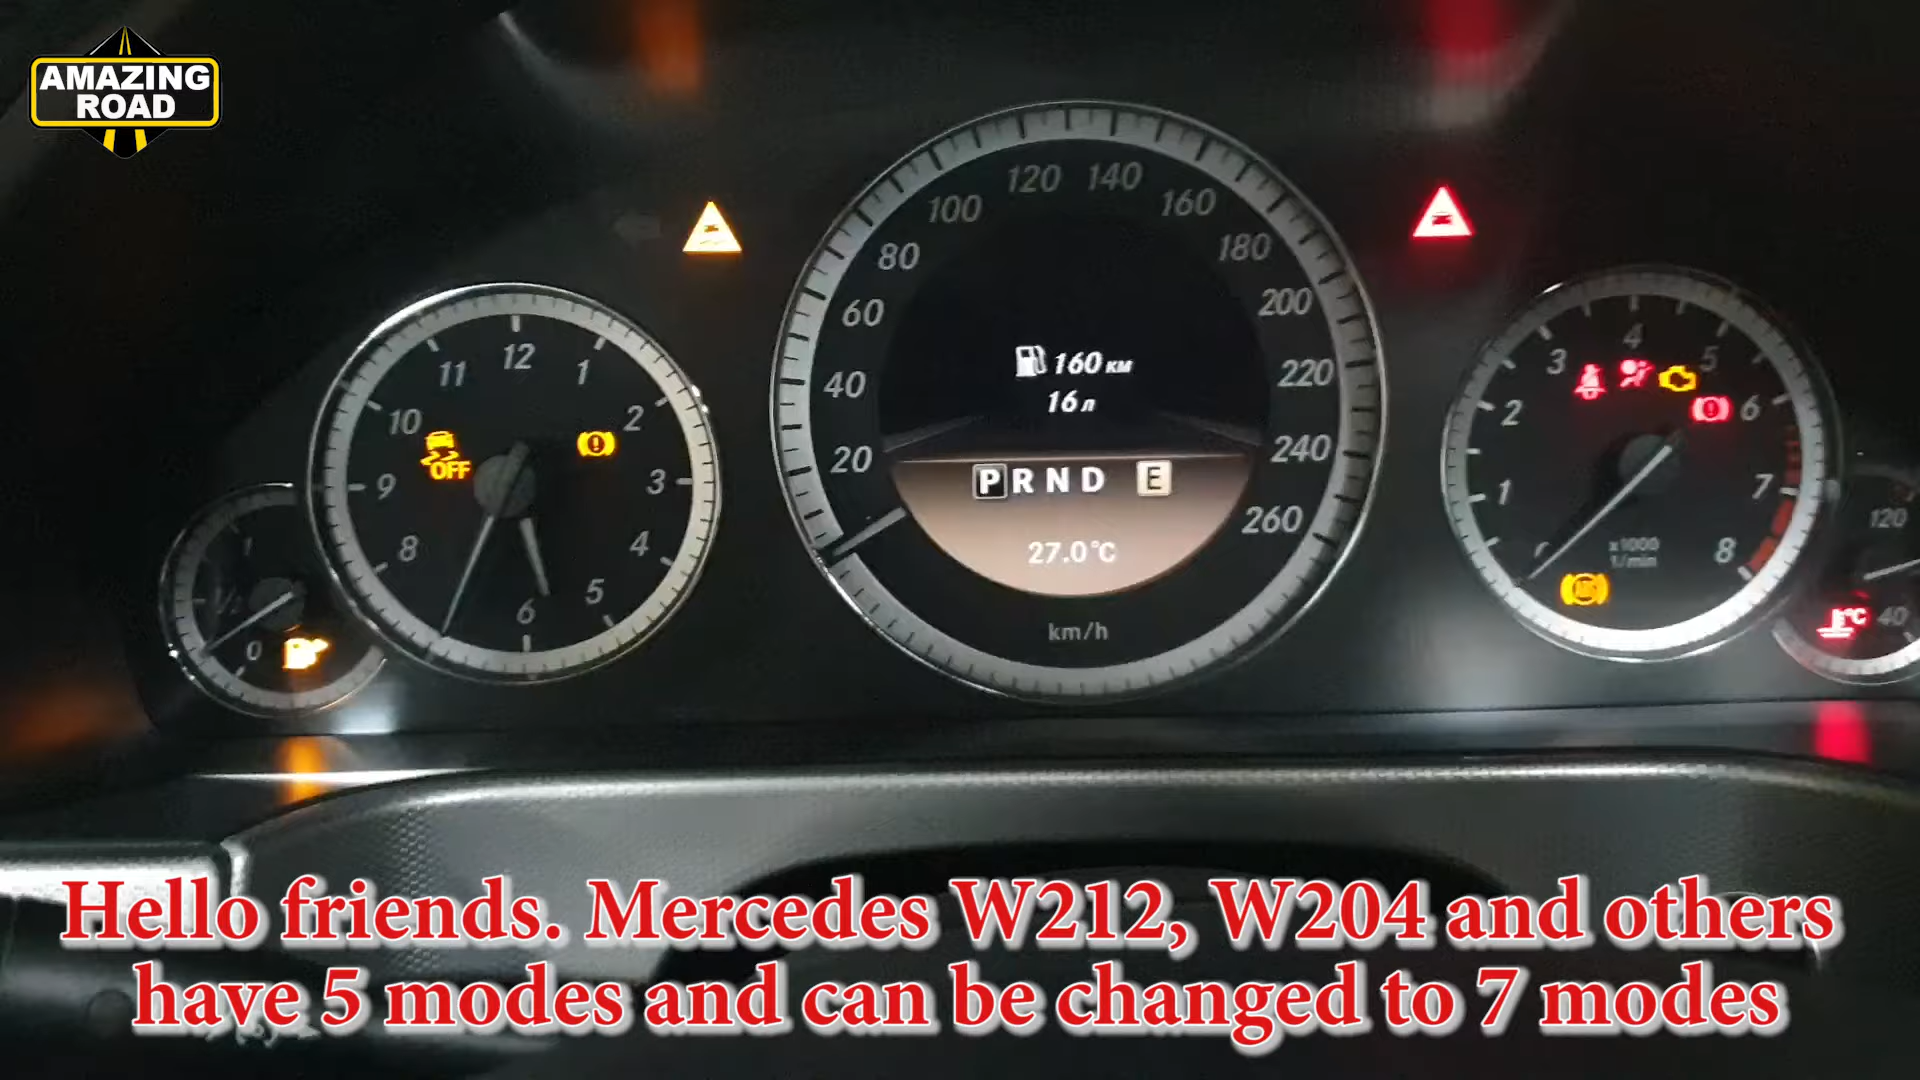 AMAZING
ROAD
120 140
100 160
80 180
60 200
40 220
20 240
260
160 км
16 л
P R N D E
27.0°C
km/h
12
11 1
10 2
9 3
8 4
6 5
OFF
0
4
3 5
2 6
1 7
8
x1000
1/min
120
40
°C
Hello friends. Mercedes W212, W204 and others
have 5 modes and can be changed to 7 modes